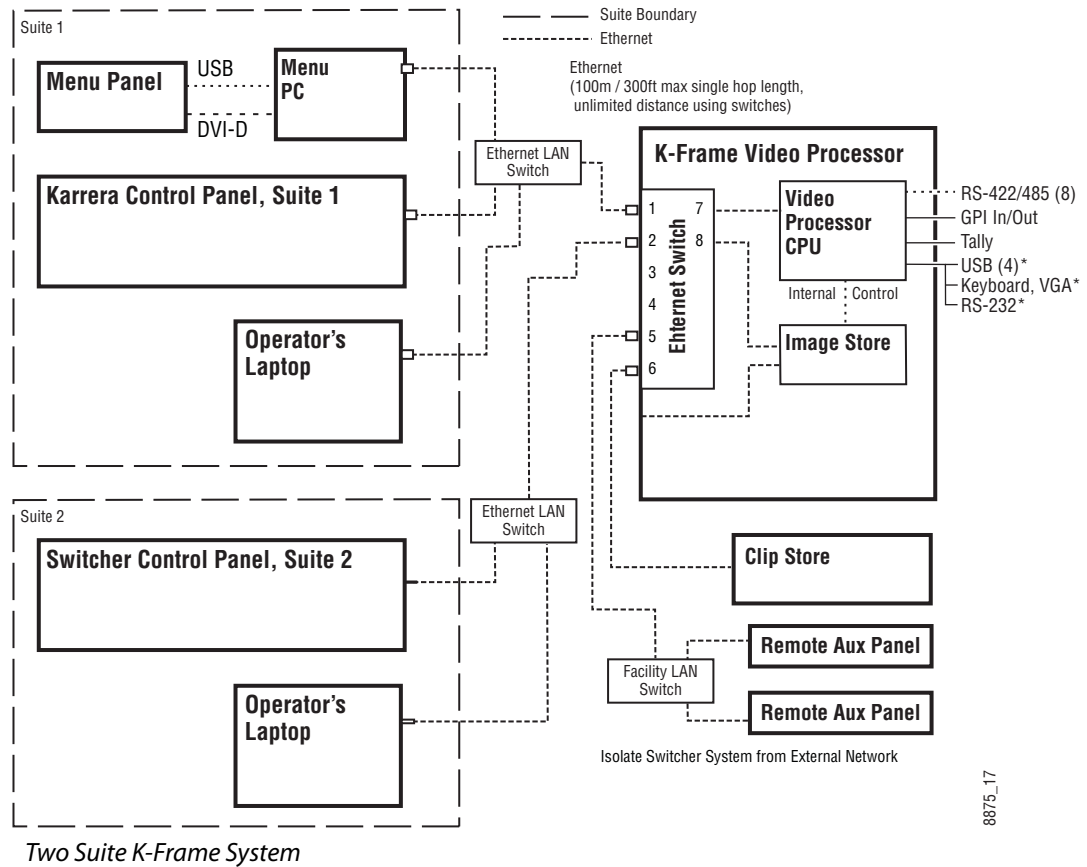 Suite 1
Suite Boundary
Ethernet
Ethernet
(100m / 300ft max single hop length,
unlimited distance using switches)
Menu Panel
USB
DVI-D
Menu
PC
Ethernet LAN
Switch
Karrera Control Panel, Suite 1
Operator's
Laptop
K-Frame Video Processor
1
2
3
4
5
6
7
8
Ehternet Switch
Video
Processor
CPU
Internal Control
Image Store
RS-422/485 (8)
GPI In/Out
Tally
USB (4)*
Keyboard, VGA*
RS-232*
Suite 2
Ethernet LAN
Switch
Switcher Control Panel, Suite 2
Operator's
Laptop
Clip Store
Remote Aux Panel
Facility LAN
Switch
Remote Aux Panel
Isolate Switcher System from External Network
8875_17
Two Suite K-Frame System